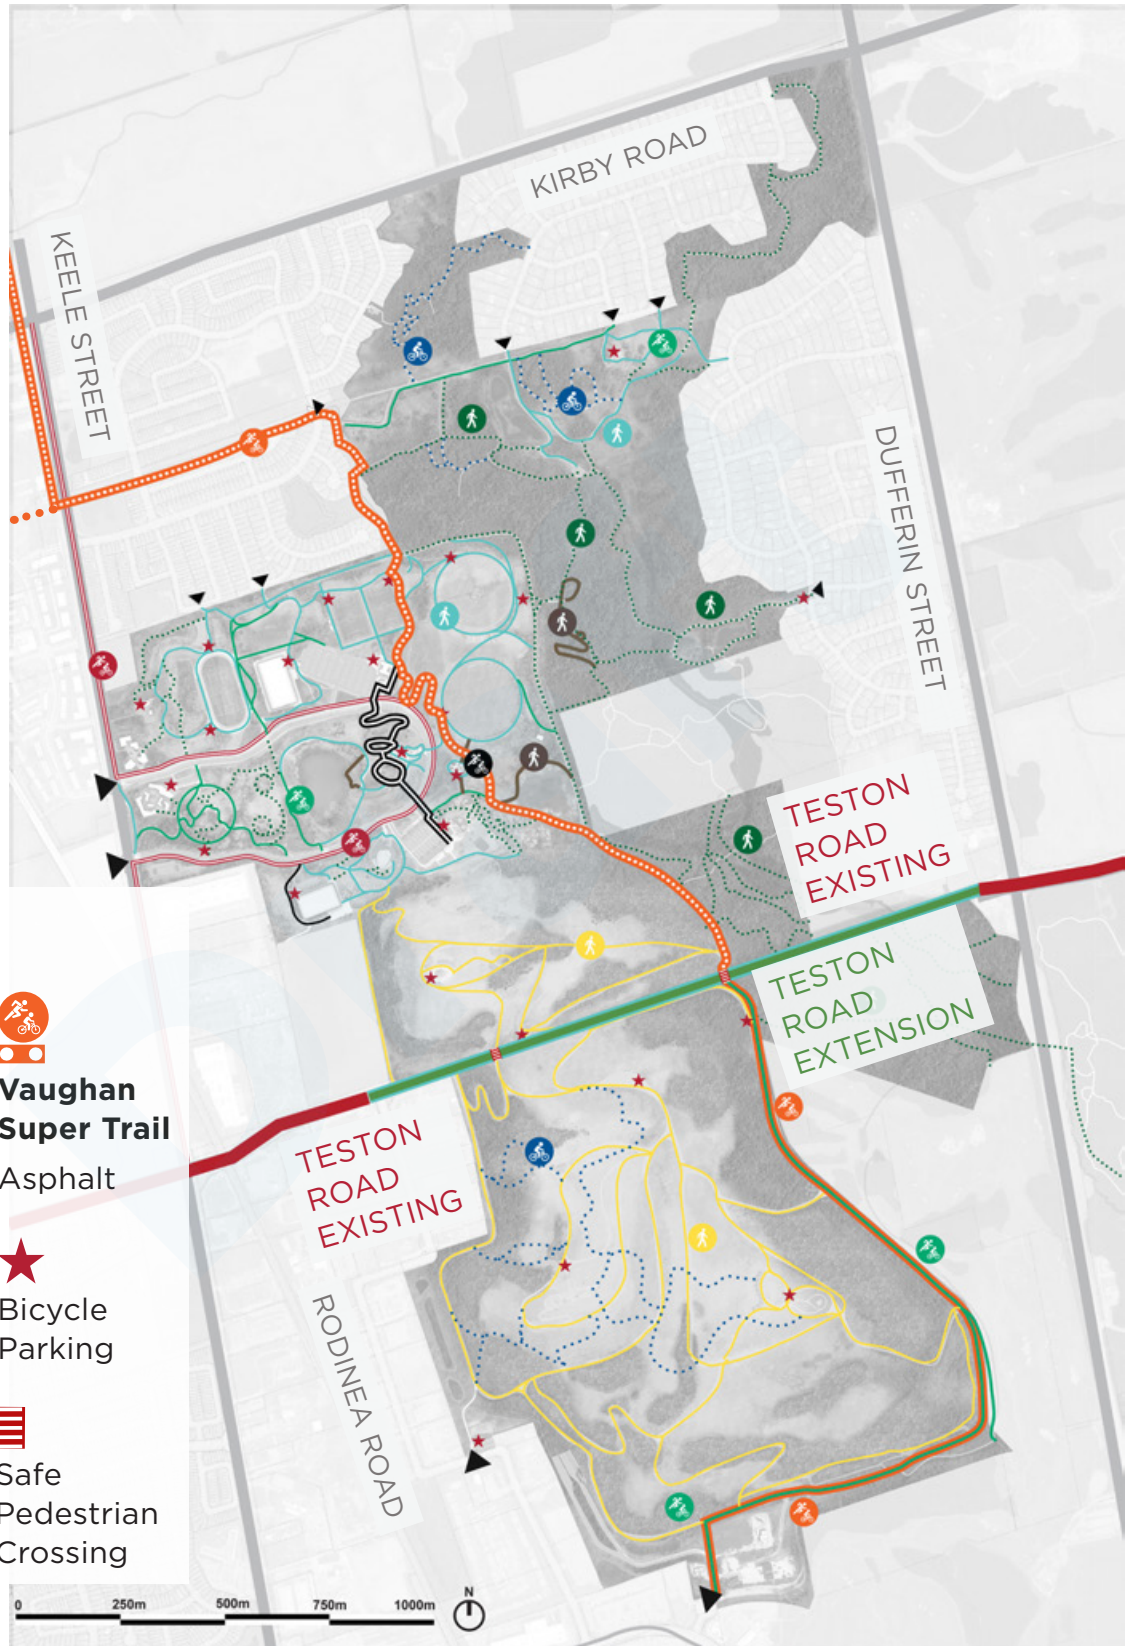 KIRBY ROAD
KEELE STREET
DUFFERIN STREET
TESTON
ROAD
EXISTING
TESTON
ROAD
EXTENSION
Vaughan
Super Trail
Asphalt
Bicycle
Parking
Safe
Pedestrian
Crossing
TESTON
ROAD
EXISTING
RODINEA ROAD
0 250m 500m 750m 1000m
N